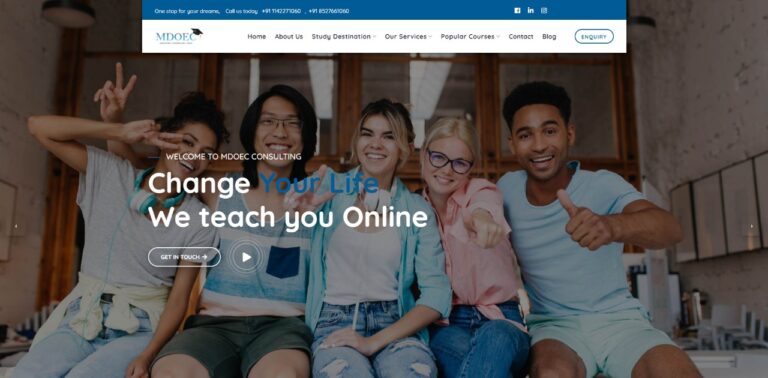 One stop for your dreams, Call us today +91 1142271060 , +91 8527661060
MDOEC
Home About Us Study Destination Our Services Popular Courses Contact Blog ENQUIRY
WELCOME TO MDOEC CONSULTING
Change Your Life
We teach you Online
GET IN TOUCH →